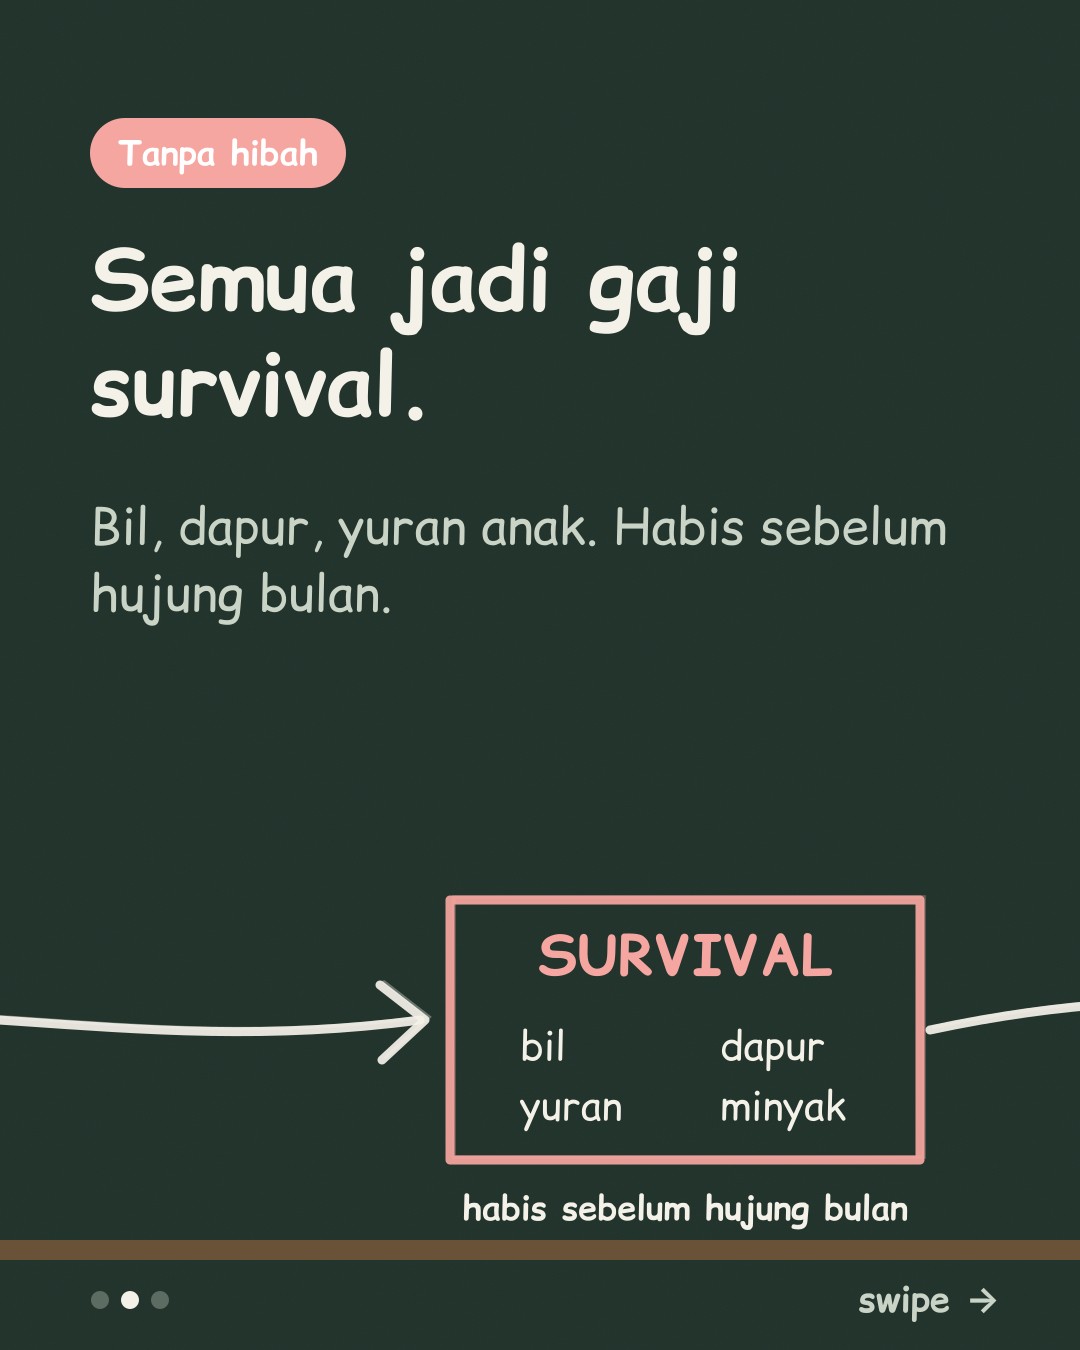 Tanpa hibah
Semua jadi gaji
survival.
Bil, dapur, yuran anak. Habis sebelum
hujung bulan.
SURVIVAL
bil dapur
yuran minyak
habis sebelum hujung bulan
swipe →